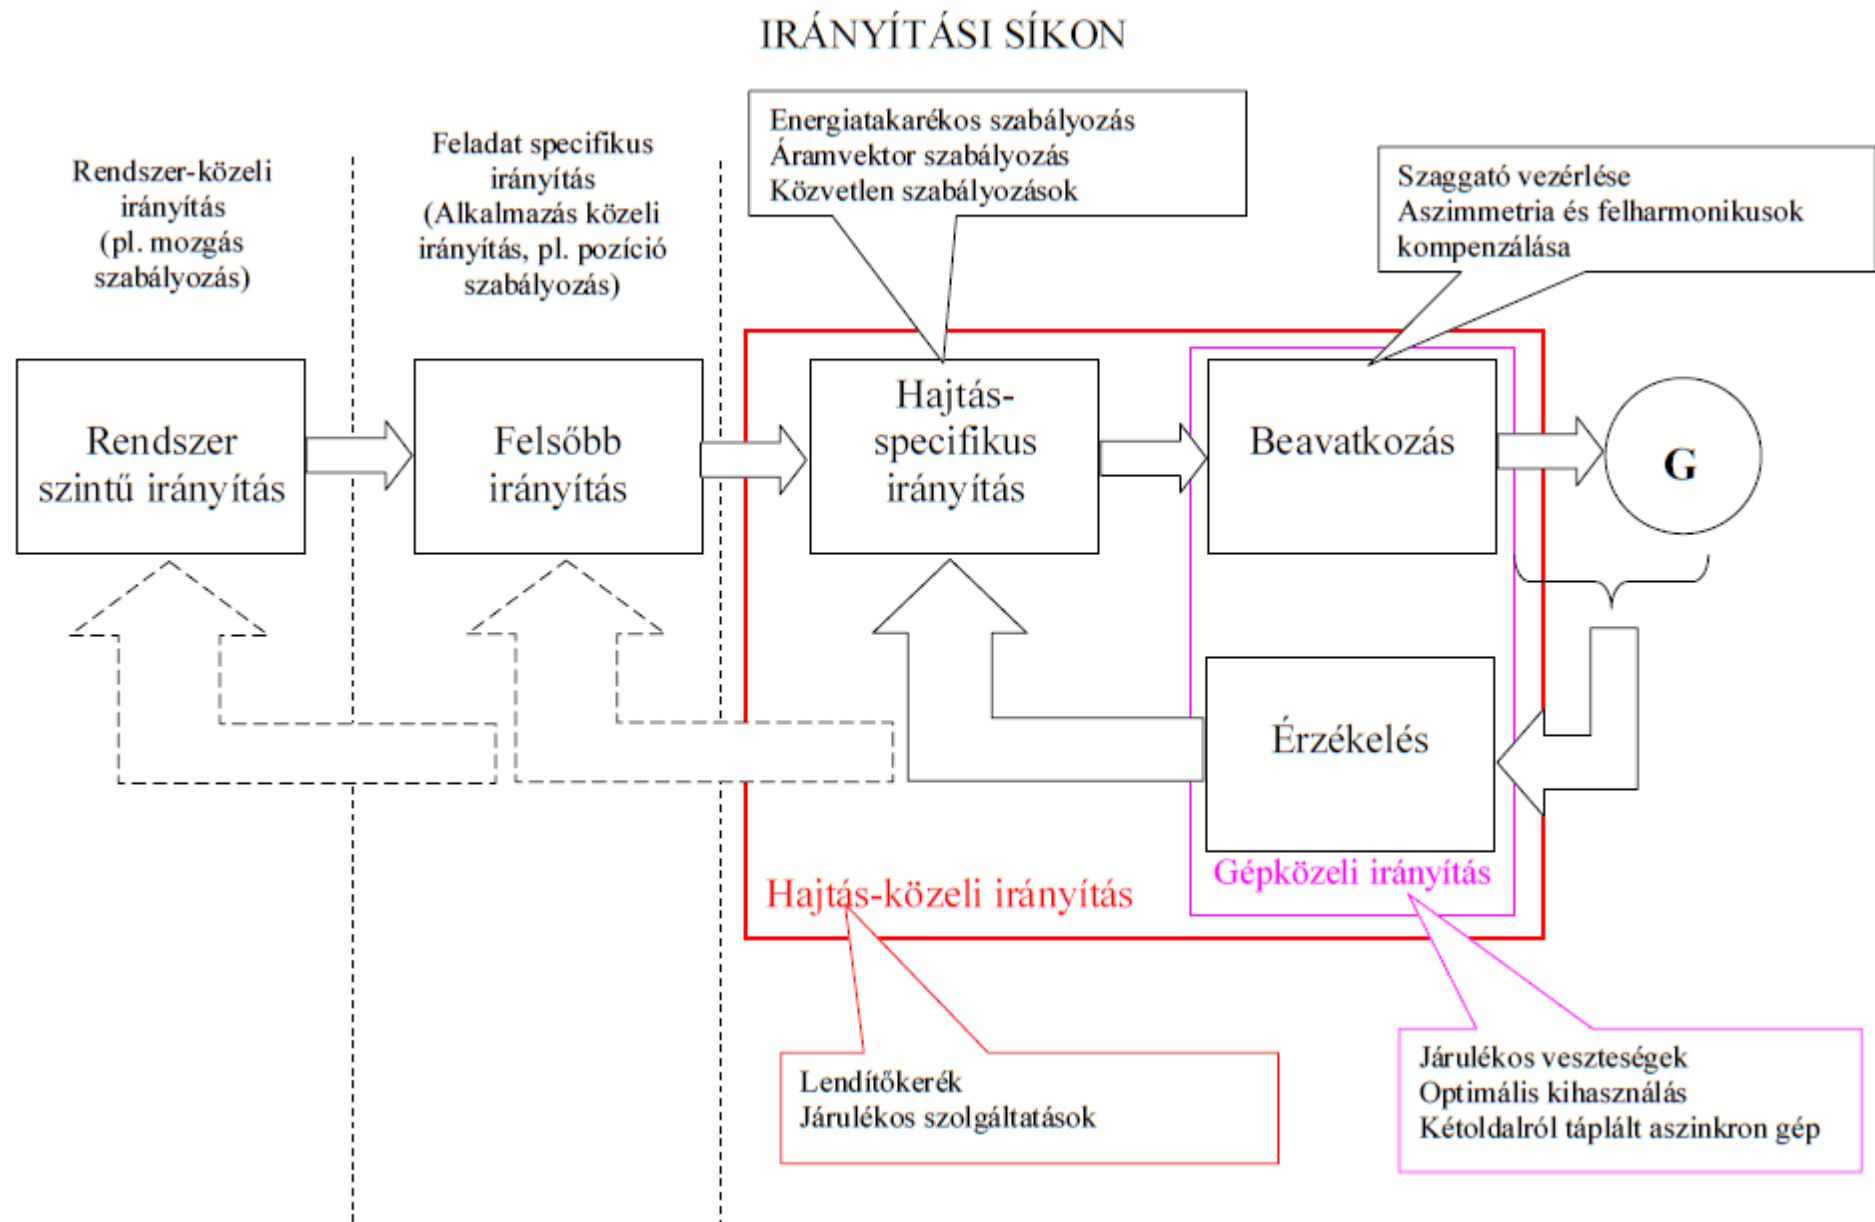 IRÁNYÍTÁSI SÍKON
Rendszer-közeli
irányítás
(pl. mozgás
szabályozás)
Feladat specifikus
irányítás
(Alkalmazás közeli
irányítás, pl. pozíció
szabályozás)
Energiatakarékos szabályozás
Áramvektor szabályozás
Közvetlen szabályozások
Szaggató vezérlése
Aszimmetria és felharmonikusok
kompenzálása
Rendszer
szintű irányítás
Felsőbb
irányítás
Hajtás-
specifikus
irányítás
Beavatkozás
G
Érzékelés
Gépközeli irányítás
Hajtás-közeli irányítás
Lendítőkerék
Járulékos szolgáltatások
Járulékos veszteségek
Optimális kihasználás
Kétoldalról táplált aszinkron gép